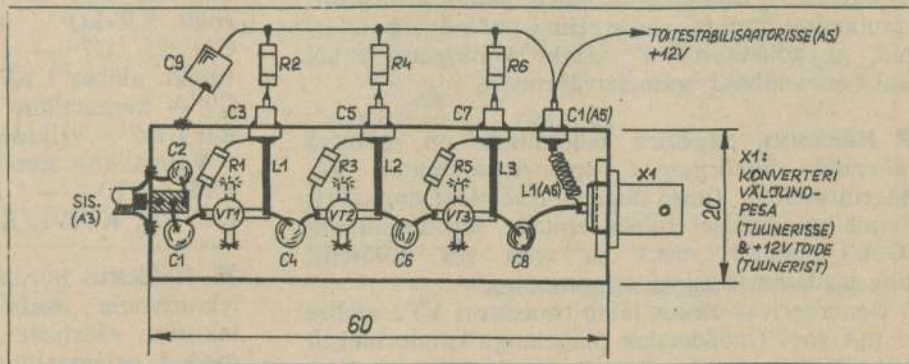 TOITESTABILISAATORISSE (A5)
+12V
C9
R2
R4
R6
C3
C5
C7
C1 (A5)
C2
R1
L1
R3
L2
R5
L3
L1(A5)
X1
SIS.
(A3)
VT1
VT2
VT3
C1
C4
C6
C8
20
X1:
KONVERTERI
VÄLJUND-
PESA
(TUUNERISSE)
& +12V TOIDE
(TUUNERIST)
60